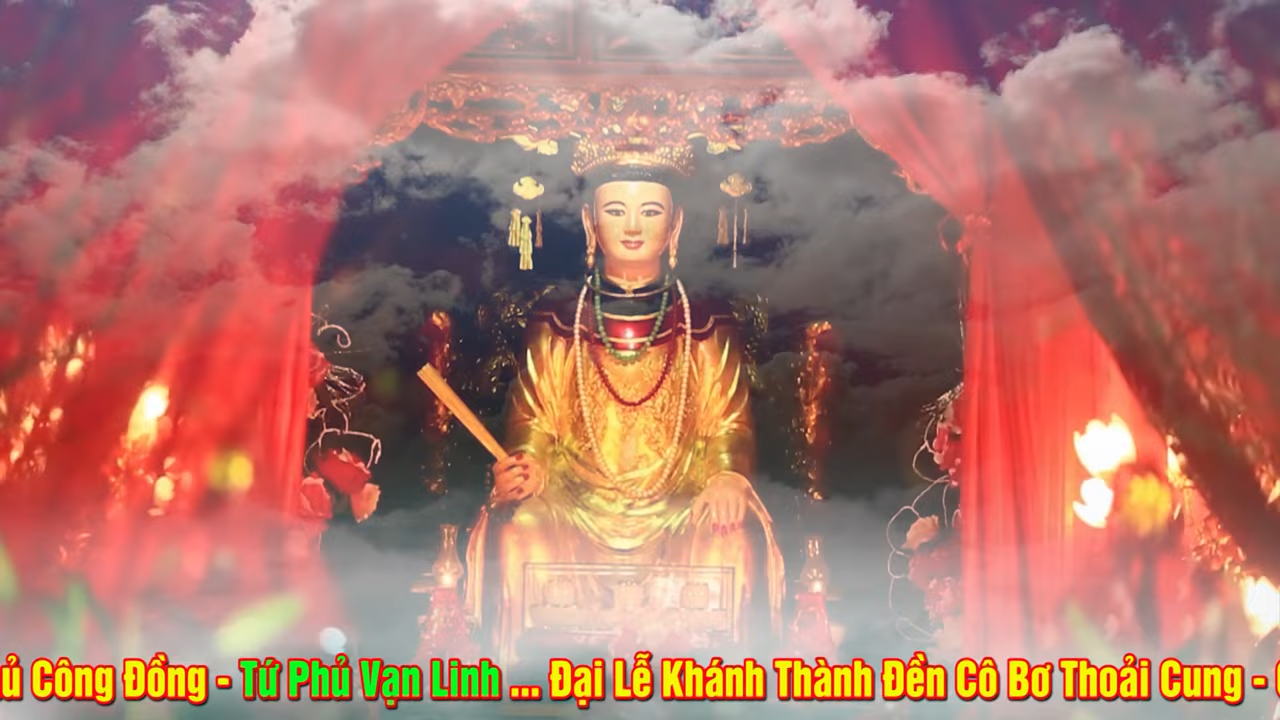 ủ Công Đồng - Tứ Phủ Vạn Linh ... Đại Lễ Khánh Thành Đền Cô Bơ Thoải Cung -